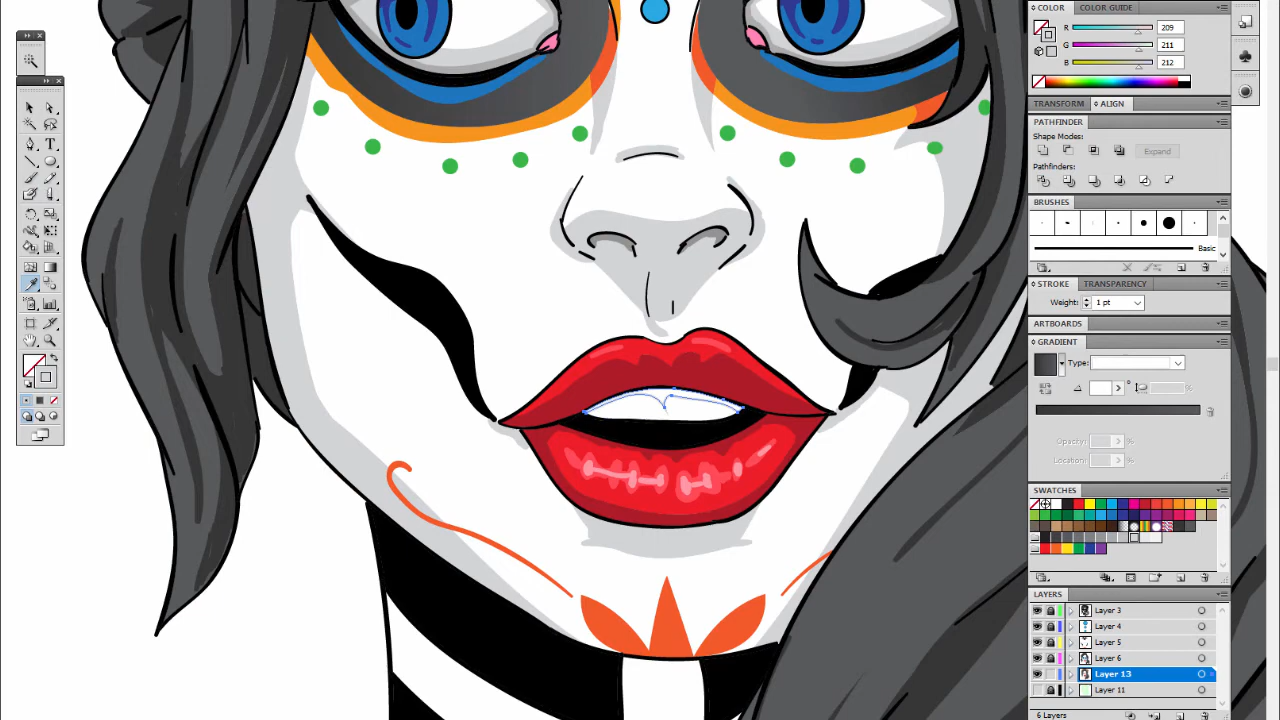 COLOR COLOR GUIDE
R 209
G 211
B 212
TRANSFORM ALIGN
PATHFINDER
Shape Modes:
Expand
BRUSHES
Basic
STROKE TRANSPARENCY
Weight: 1 pt
ARTBOARDS
GRADIENT
Type:
Opacity: %
Location: %
SWATCHES
LAYERS
Layer 3
Layer 4
Layer 5
Layer 6
Layer 13
Layer 11
6 Layers